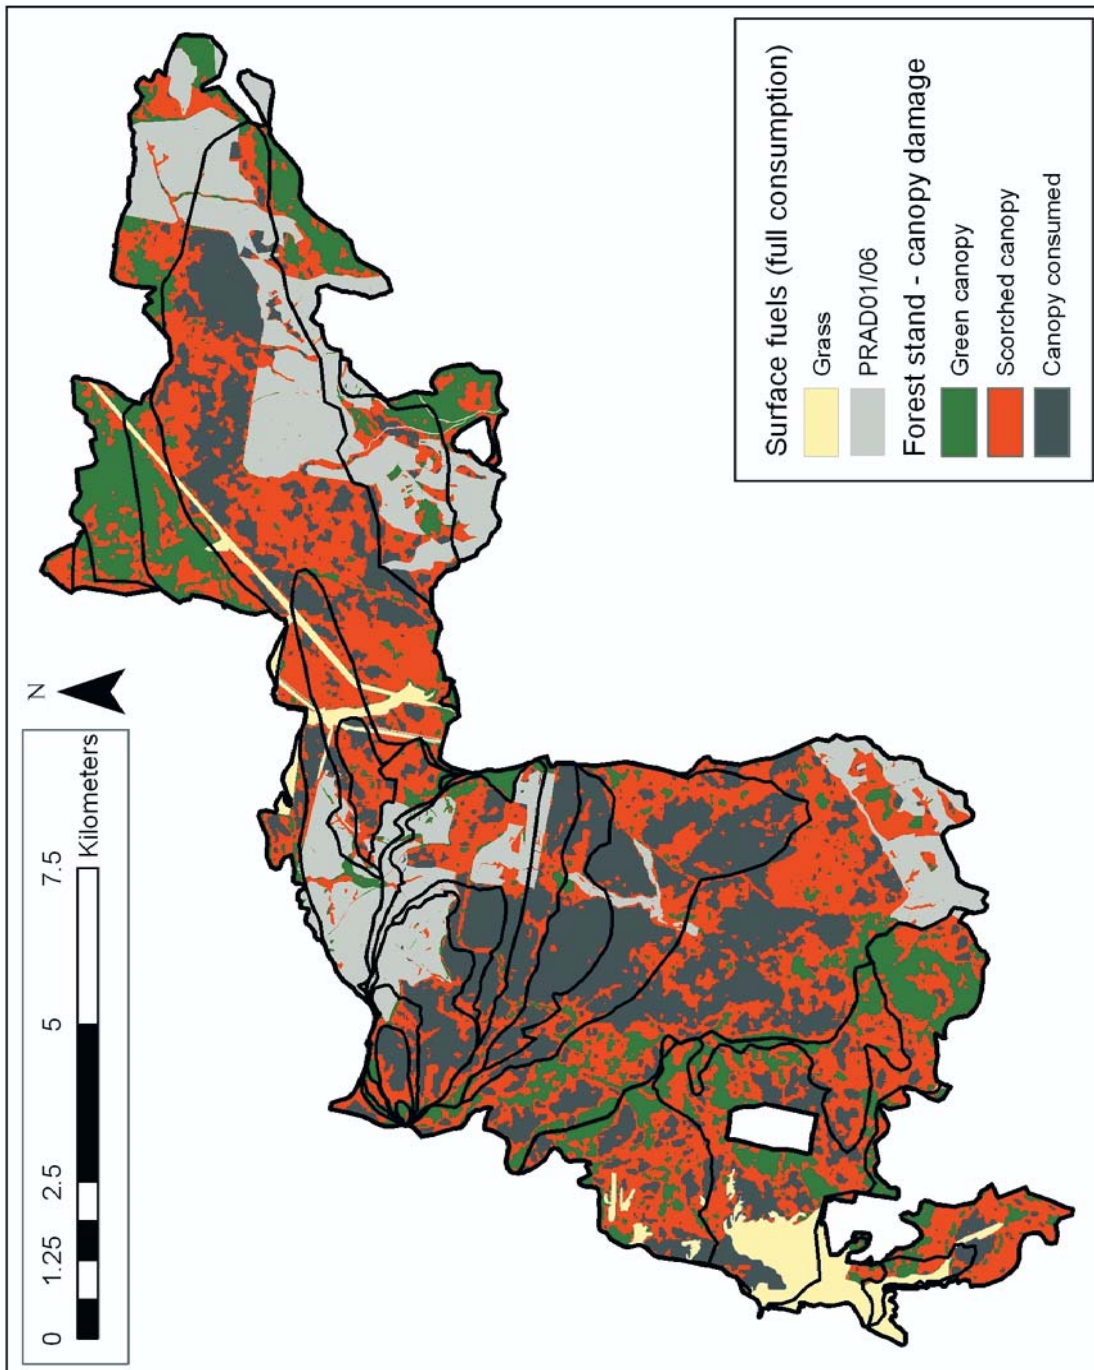 N
0 1.25 2.5 5 7.5
Kilometers
Surface fuels (full consumption)
Grass
PRAD01/06
Forest stand - canopy damage
Green canopy
Scorched canopy
Canopy consumed